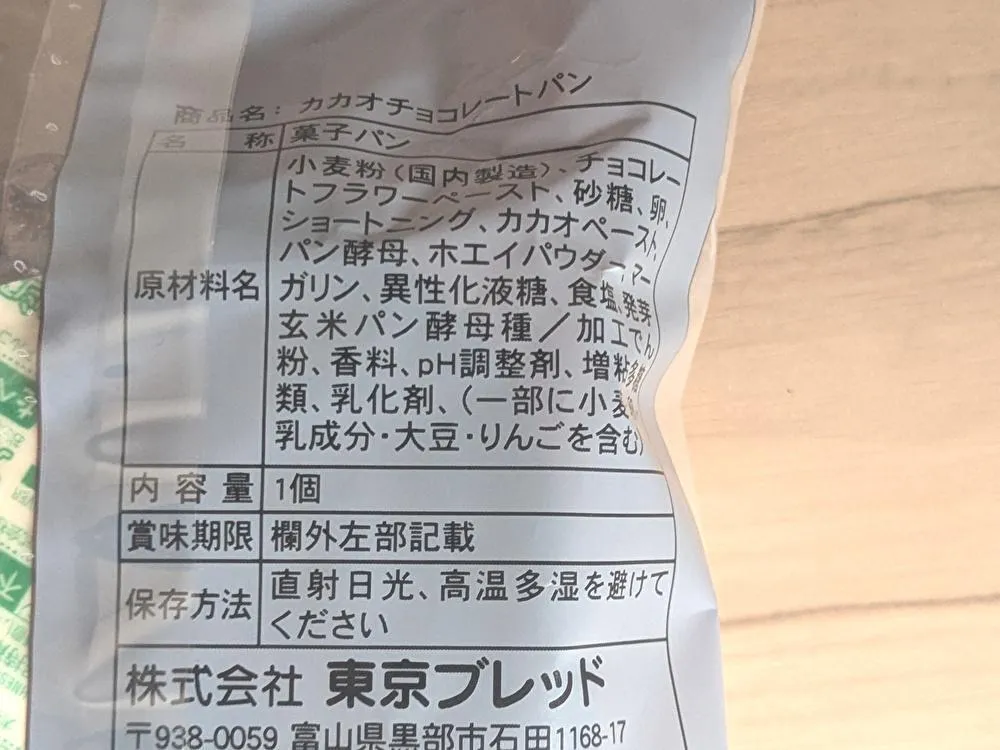 商品名：カカオチョコレートパン
名称 菓子パン
原材料名 小麦粉（国内製造）、チョコレー
トフラワーペースト、砂糖、卵、
ショートニング、カカオペースト、
パン酵母、ホエイパウダー、マー
ガリン、異性化液糖、食塩、発芽
玄米パン酵母種／加工でん
粉、香料、pH調整剤、増粘多糖
類、乳化剤、（一部に小麦
乳成分・大豆・りんごを含む）
内容量 1個
賞味期限 欄外左部記載
保存方法 直射日光、高温多湿を避けて
ください
株式会社 東京ブレッド
〒938-0059 富山県黒部市石田1168-17